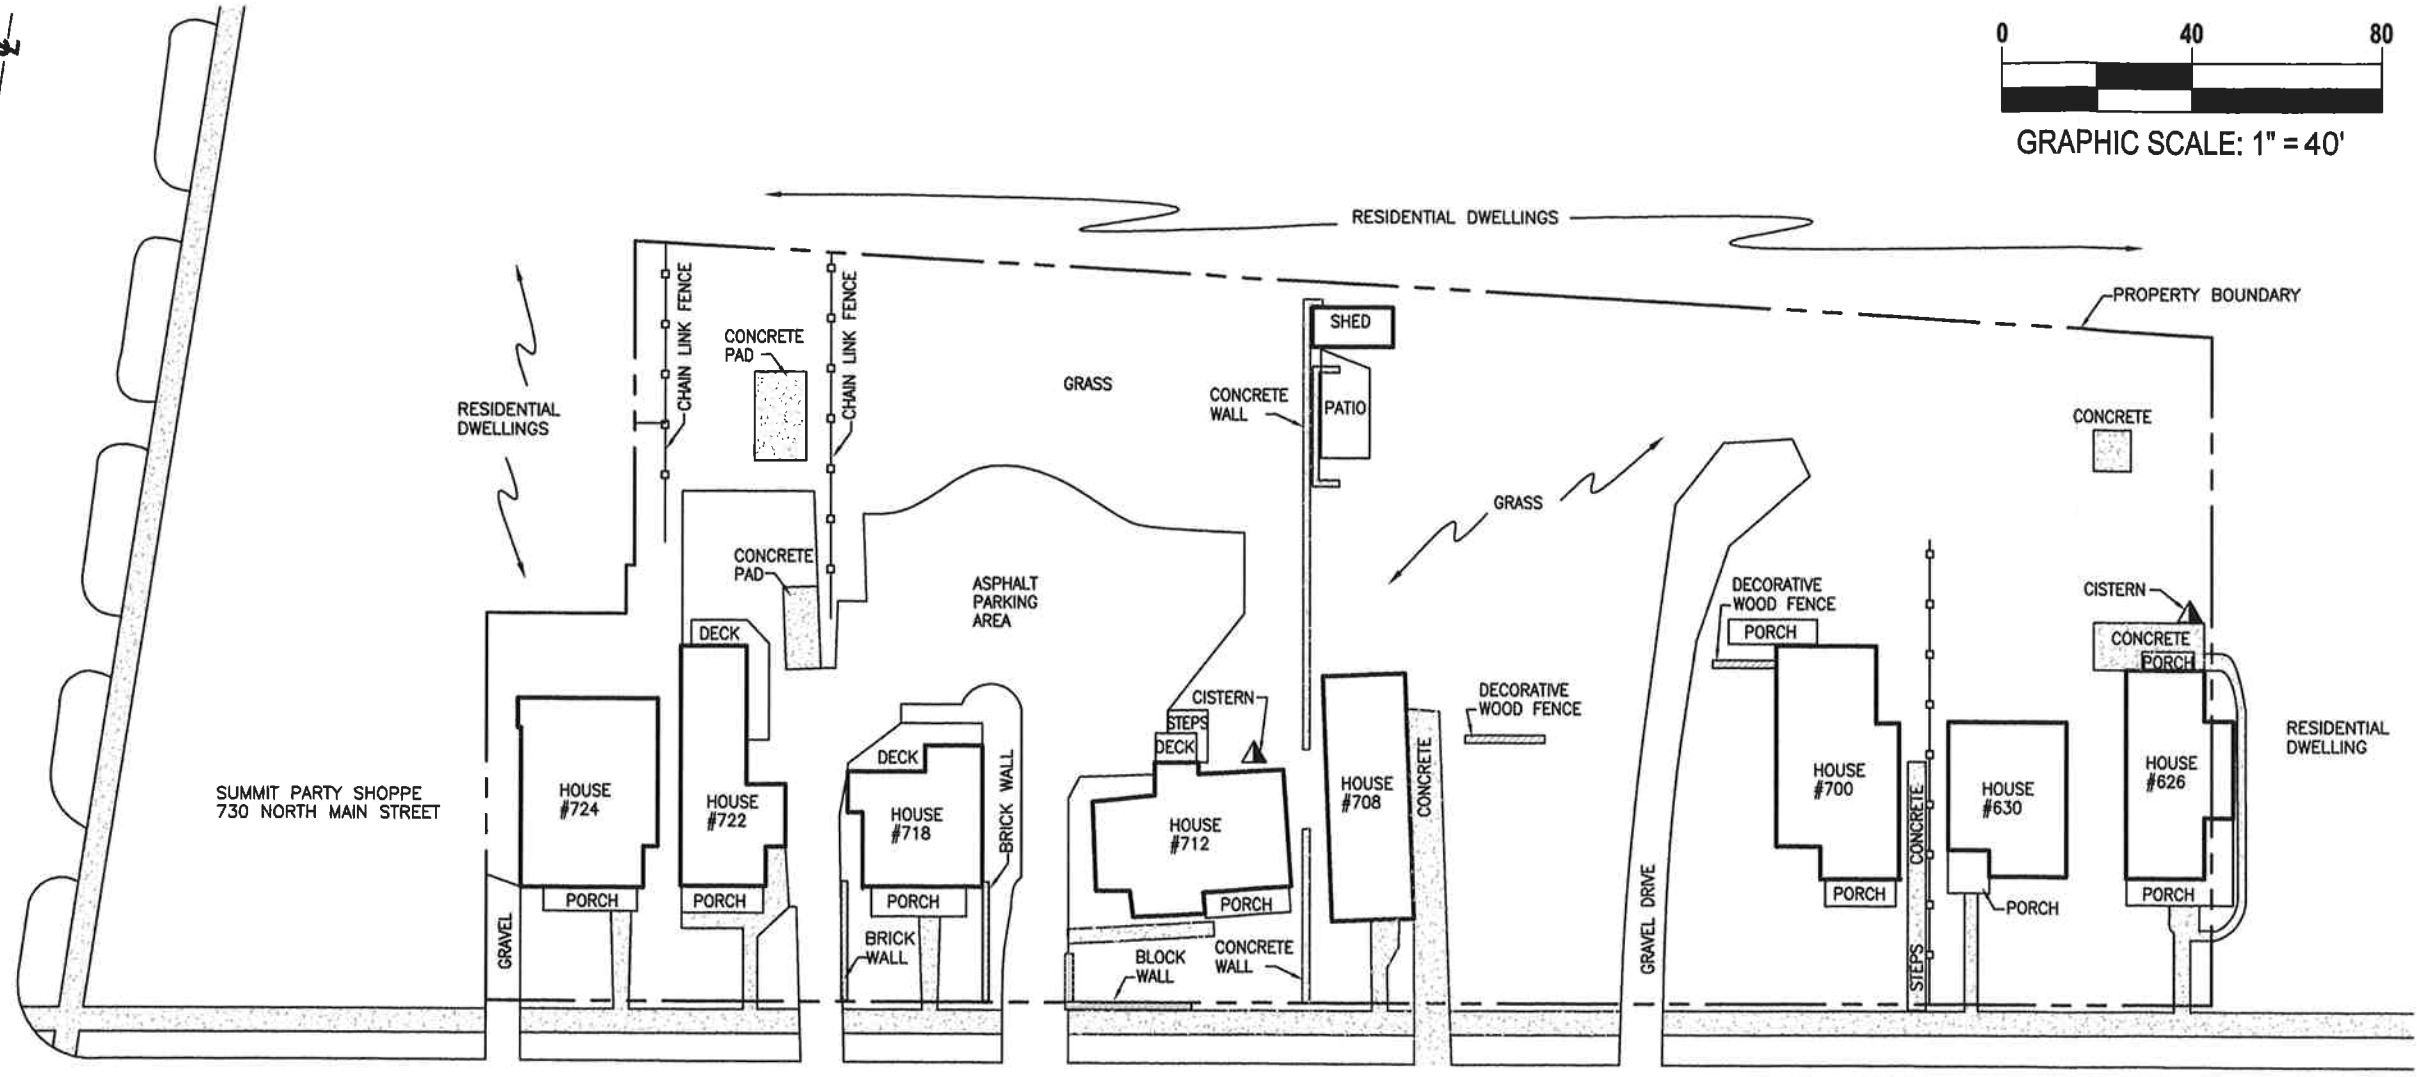 0 40 80
GRAPHIC SCALE: 1" = 40'
RESIDENTIAL DWELLINGS
PROPERTY BOUNDARY
CHAIN LINK FENCE
CHAIN LINK FENCE
CONCRETE
PAD
SHED
GRASS
CONCRETE
WALL
PATIO
RESIDENTIAL
DWELLINGS
CONCRETE
GRASS
CONCRETE
PAD
ASPHALT
PARKING
AREA
DECORATIVE
WOOD FENCE
CISTERN
DECK
PORCH
CONCRETE
PORCH
CISTERN
STEPS
DECK
DECORATIVE
WOOD FENCE
RESIDENTIAL
DWELLING
DECK
BRICK WALL
CONCRETE
SUMMIT PARTY SHOPPE
730 NORTH MAIN STREET
HOUSE
#724
HOUSE
#722
HOUSE
#718
HOUSE
#712
HOUSE
#708
HOUSE
#700
CONCRETE
HOUSE
#630
HOUSE
#626
PORCH
PORCH
PORCH
PORCH
PORCH
PORCH
PORCH
GRAVEL
BRICK
WALL
BLOCK
WALL
CONCRETE
WALL
GRAVEL DRIVE
STEPS